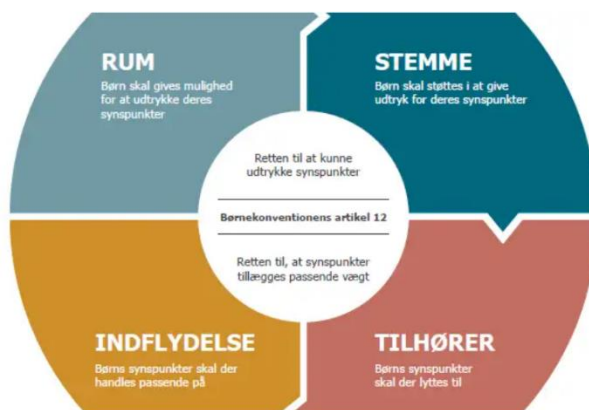 RUM
Børn skal gives mulighed
for at udtrykke deres
synspunkter
STEMME
Børn skal støttes i at give
udtryk for deres synspunkter
Retten til at kunne
udtrykke synspunkter
Børnekonventionens artikel 12
Retten til, at synspunkter
tillægges passende vægt
INDFLYDELSE
Børns synspunkter skal der
handles passende på
TILHØRER
Børns synspunkter
skal der lyttes til